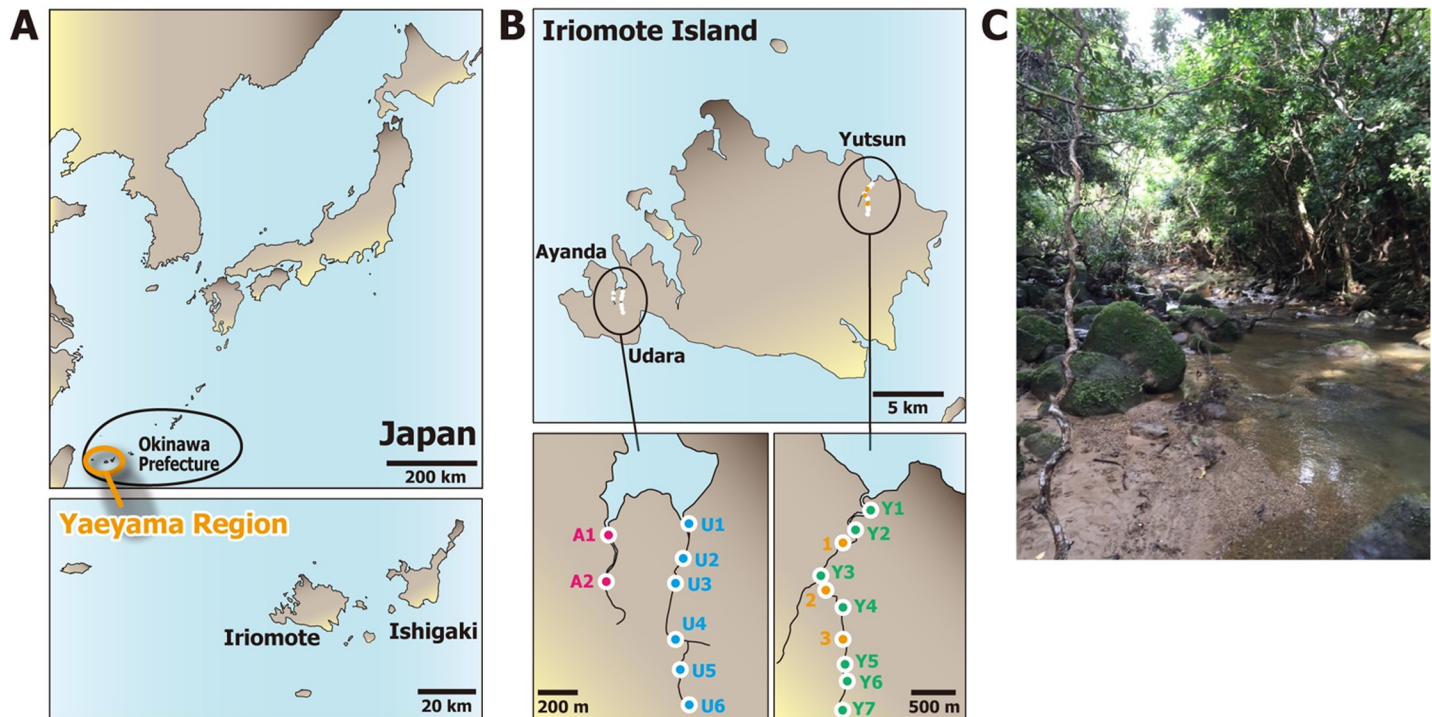 A
Okinawa
Prefecture
Japan
200 km
Yaeyama Region
Iriomote
Ishigaki
20 km
B
Iriomote Island
Yutsun
Ayanda
Udara
5 km
A1
A2
U1
U2
U3
U4
U5
U6
200 m
Y1
Y2
1
Y3
2
Y4
3
Y5
Y6
Y7
500 m
C